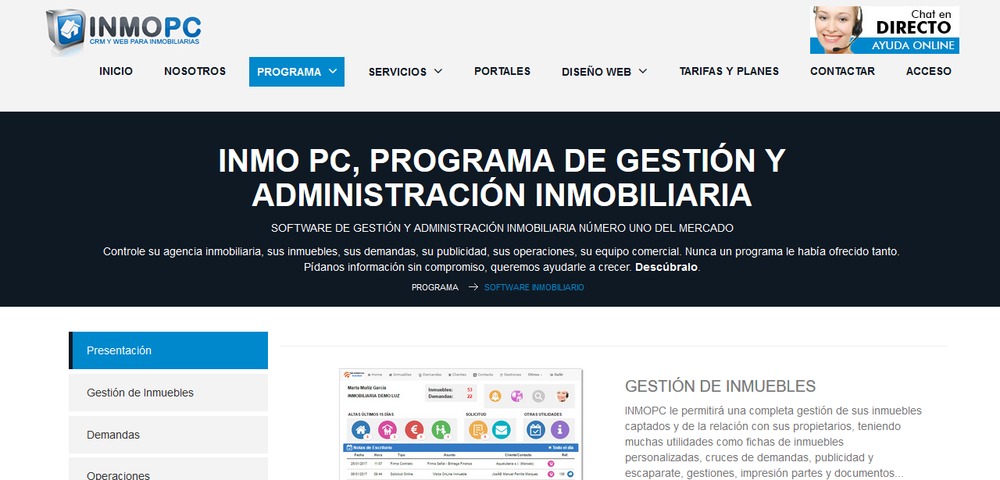 INMOPC
CRM Y WEB PARA INMOBILIARIAS
Chat en
DIRECTO
AYUDA ONLINE
INICIO NOSOTROS PROGRAMA SERVICIOS PORTALES DISEÑO WEB TARIFAS Y PLANES CONTACTAR ACCESO
INMO PC, PROGRAMA DE GESTIÓN Y
ADMINISTRACIÓN INMOBILIARIA
SOFTWARE DE GESTIÓN Y ADMINISTRACIÓN INMOBILIARIA NÚMERO UNO DEL MERCADO
Controle su agencia inmobiliaria, sus inmuebles, sus demandas, su publicidad, sus operaciones, su equipo comercial. Nunca un programa le había ofrecido tanto.
Pídanos información sin compromiso, queremos ayudarle a crecer. Descúbralo.
PROGRAMA → SOFTWARE INMOBILIARIO
Presentación
Gestión de Inmuebles
Demandas
Operaciones
Home Inmuebles Demandas Clientes Contacto Gestiones Otros Salir
Marta Muñiz García
INMOBILIARIA DEMO LUZ
Inmuebles: 53
Demandas: 22
ALTAS ÚLTIMOS 15 DÍAS SOLICITUD OTRAS UTILIDADES
Notas de Escritorio Todo el día
Fecha Hora Tipo Asunto Cliente/Contacto Ref.
25/01/2017 11:07 Firma Contrato Firma Señal - Entrega Finanza Aquatuberia s.l. (Marcelo)
06/01/2017 09:44 Solicitud Online Visita OnLine Inmueble JosÃ© Manuel Parrilla Marquez 136
GESTIÓN DE INMUEBLES
INMOPC le permitirá una completa gestión de sus inmuebles
captados y de la relación con sus propietarios, teniendo
muchas utilidades como fichas de inmuebles
personalizadas, cruces de demandas, publicidad y
escaparate, gestiones, impresión partes y documentos...